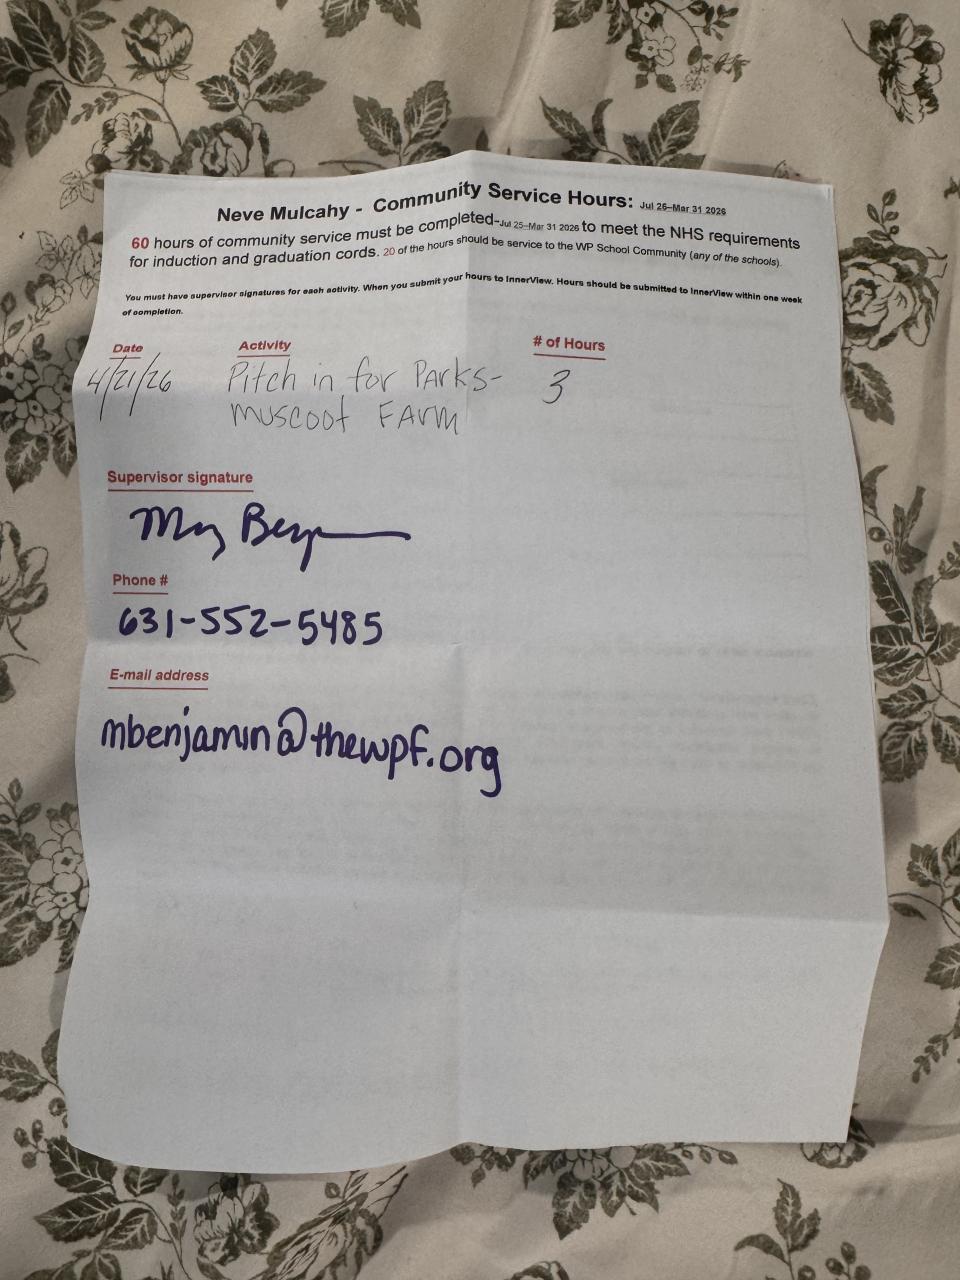 Neve Mulcahy - Community Service Hours: Jul 25–Mar 31 2026
60 hours of community service must be completed-Jul 25–Mar 31 2026 to meet the NHS requirements
for induction and graduation cords. 20 of the hours should be service to the WP School Community (any of the schools).
You must have supervisor signatures for each activity. When you submit your hours to InnerView. Hours should be submitted to InnerView within one week
of completion.
Date Activity # of Hours
4/21/26 Pitch in for Parks- 3
Muscoot Farm
Supervisor signature
Phone #
631-552-5485
E-mail address
mbenjamin@thewpf.org